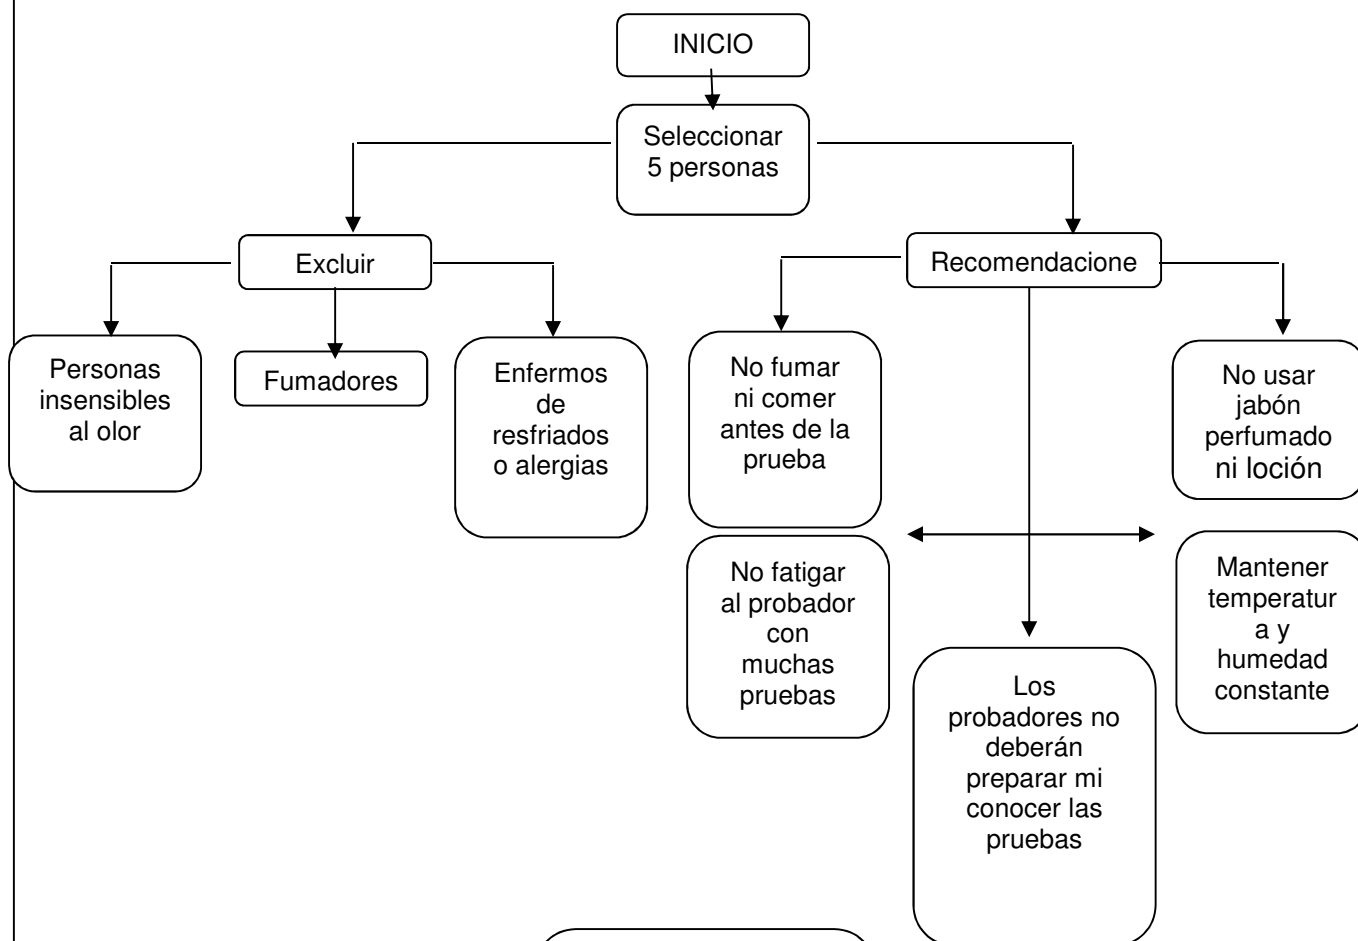 INICIO
Seleccionar
5 personas
Excluir
Recomendacione
Personas
insensibles
al olor
Fumadores
Enfermos
de
resfriados
o alergias
No fumar
ni comer
antes de la
prueba
No usar
jabón
perfumado
ni loción
No fatigar
al probador
con
muchas
pruebas
Los
probadores no
deberán
preparar mi
conocer las
pruebas
Mantener
temperatur
a y
humedad
constante